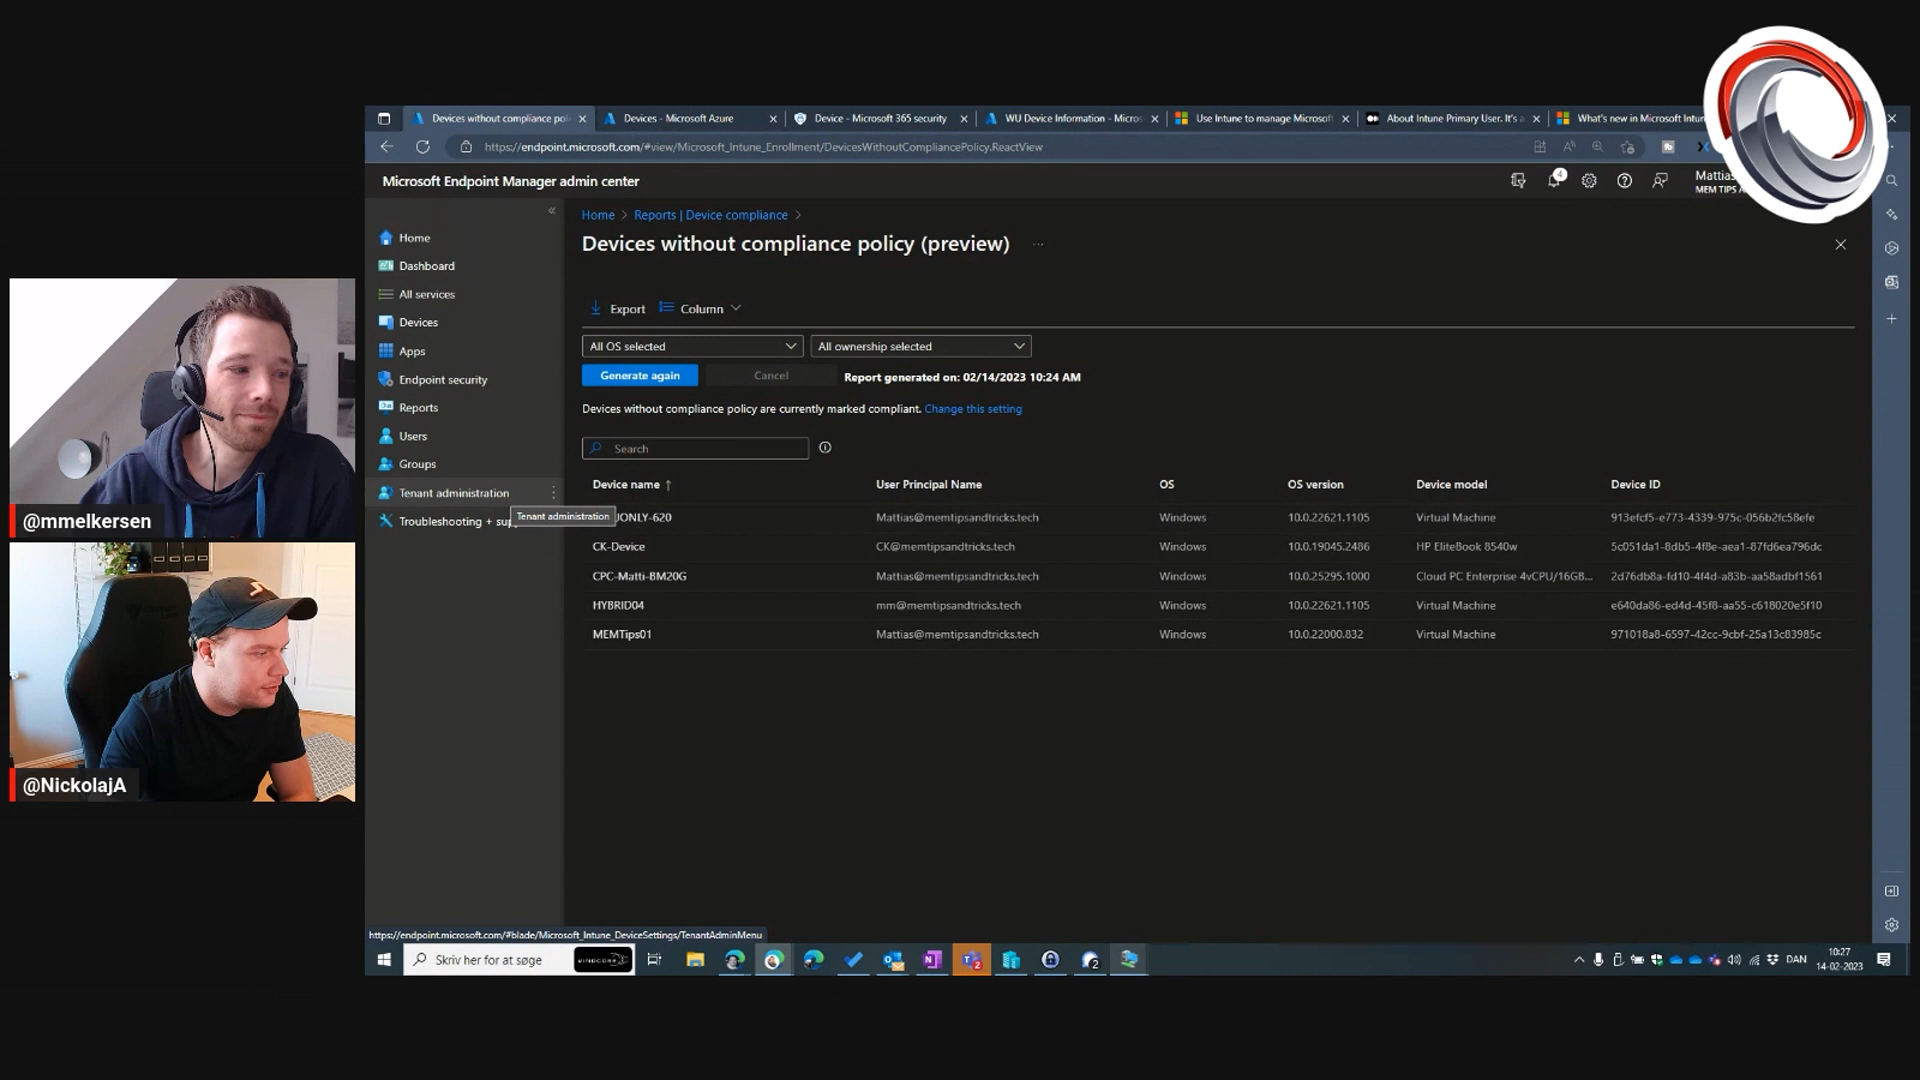 Devices without compliance poli
Devices - Microsoft Azure
Device - Microsoft 365 security
WU Device Information - Micros
Use Intune to manage Microsoft
About Intune Primary User. It's a
What's new in Microsoft Intun
https://endpoint.microsoft.com/#view/Microsoft_Intune_Enrollment/DevicesWithoutCompliancePolicy.ReactView
Microsoft Endpoint Manager admin center
4
Mattias
MEM TIPS A
Home
Dashboard
All services
Devices
Apps
Endpoint security
Reports
Users
Groups
Tenant administration
Troubleshooting + sup
Tenant administration
Home > Reports | Device compliance >
Devices without compliance policy (preview) ...
Export Column
All OS selected All ownership selected
Generate again Cancel Report generated on: 02/14/2023 10:24 AM
Devices without compliance policy are currently marked compliant. Change this setting
Search
Device name ↑ User Principal Name OS OS version Device model Device ID
JONLY-620 Mattias@memtipsandtricks.tech Windows 10.0.22621.1105 Virtual Machine 913efcf5-e773-4339-975c-056b2fc58efe
CK-Device CK@memtipsandtricks.tech Windows 10.0.19045.2486 HP EliteBook 8540w 5c051da1-8db5-4f8e-aea1-87fd6ea796dc
CPC-Matti-BM20G Mattias@memtipsandtricks.tech Windows 10.0.25295.1000 Cloud PC Enterprise 4vCPU/16GB... 2d76db8a-fd10-4f4d-a83b-aa58adbf1561
HYBRID04 mm@memtipsandtricks.tech Windows 10.0.22621.1105 Virtual Machine e640da86-ed4d-45f8-aa55-c618020e5f10
MEMTips01 Mattias@memtipsandtricks.tech Windows 10.0.22000.832 Virtual Machine 971018a8-6597-42cc-9cbf-25a13c83985c
@mmelkersen
@NickolajA
https://endpoint.microsoft.com/#blade/Microsoft_Intune_DeviceSettings/TenantAdminMenu
Skriv her for at søge
DAN
10:27
14-02-2023